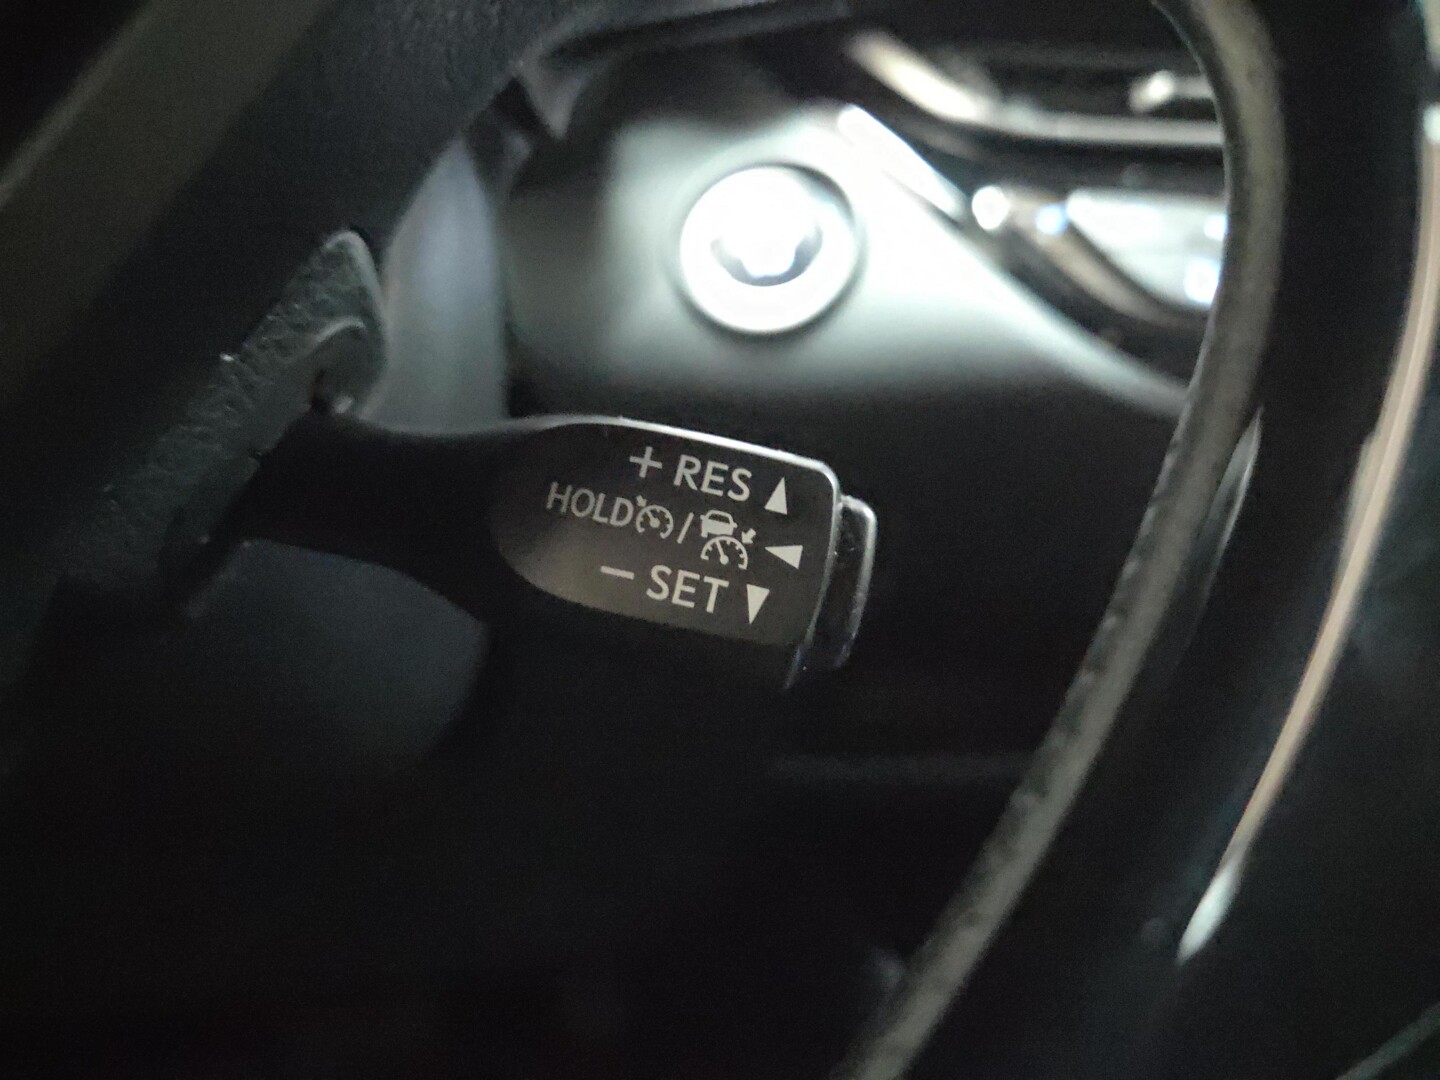 + RES ▲
HOLD / ◀
− SET ▼